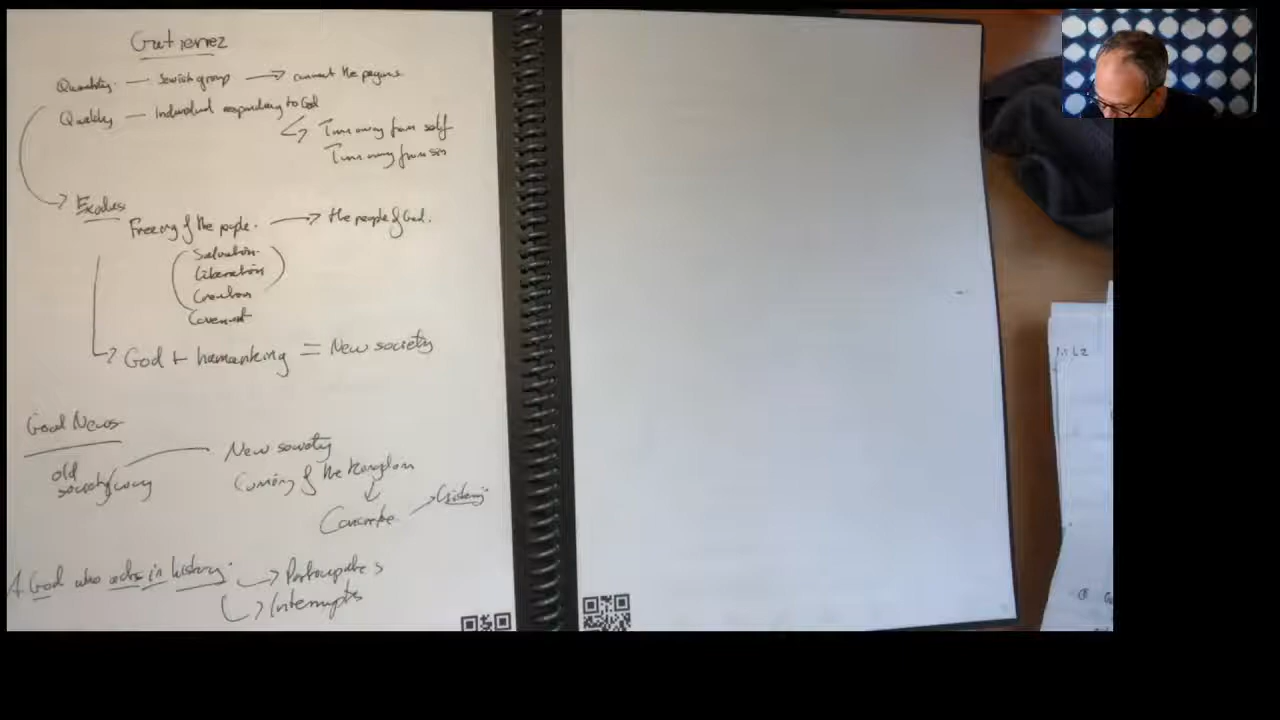 Gutierrez
Quantity — Jewish group → convert the pagans
Quality — Individual responding to God
↳ Turn away from self
Turn away from sin
Exodus
Freeing of the people. → the people of God.
Salvation
Liberation
Creation
Covenant
God + humanking = New society
Good News
New society
old
society/way
Coming of the Kingdom
Concrete →
A God who acts in history. → Participates
→ Interrupts